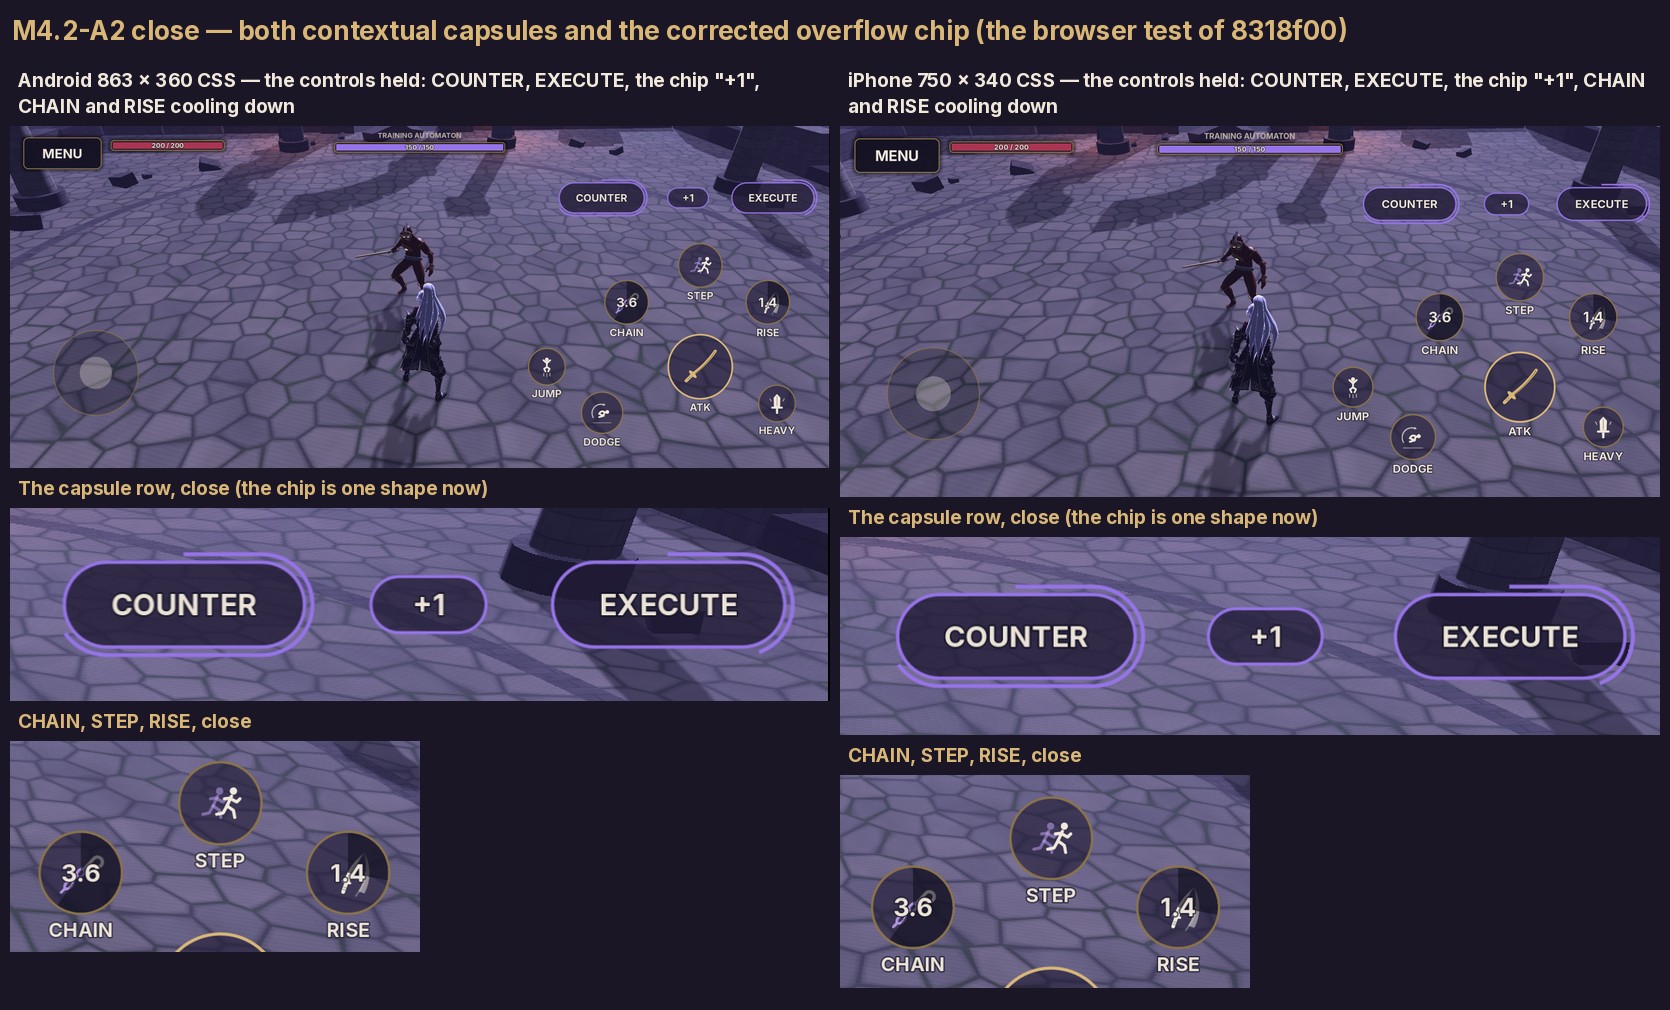 M4.2-A2 close — both contextual capsules and the corrected overflow chip (the browser test of 8318f00)
Android 863 × 360 CSS — the controls held: COUNTER, EXECUTE, the chip "+1",
CHAIN and RISE cooling down
MENU
200 / 200
TRAINING AUTOMATON
150 / 150
COUNTER
+1
EXECUTE
STEP
3.6
CHAIN
1.4
RISE
JUMP
ATK
DODGE
HEAVY
The capsule row, close (the chip is one shape now)
COUNTER
+1
EXECUTE
CHAIN, STEP, RISE, close
STEP
3.6
CHAIN
1.4
RISE
iPhone 750 × 340 CSS — the controls held: COUNTER, EXECUTE, the chip "+1", CHAIN
and RISE cooling down
MENU
200 / 200
TRAINING AUTOMATON
150 / 150
COUNTER
+1
EXECUTE
STEP
3.6
CHAIN
1.4
RISE
JUMP
ATK
DODGE
HEAVY
The capsule row, close (the chip is one shape now)
COUNTER
+1
EXECUTE
CHAIN, STEP, RISE, close
STEP
3.6
CHAIN
1.4
RISE